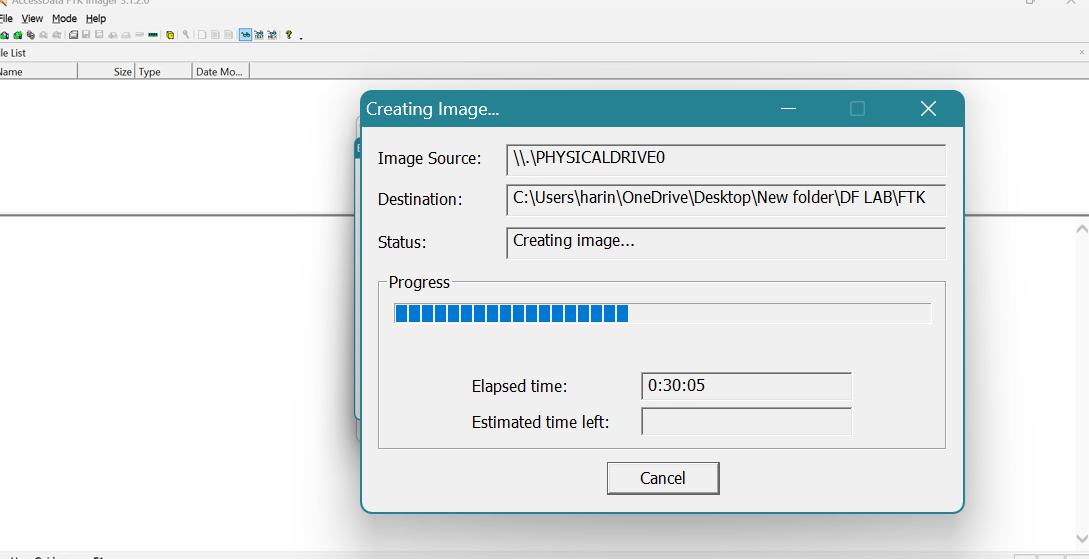 AccessData FTK Imager 3.1.2.0
File View Mode Help
le List
Name Size Type Date Mo...
Creating Image...
Image Source: \\.\PHYSICALDRIVE0
Destination: C:\Users\harin\OneDrive\Desktop\New folder\DF LAB\FTK
Status: Creating image...
Progress
Elapsed time: 0:30:05
Estimated time left:
Cancel